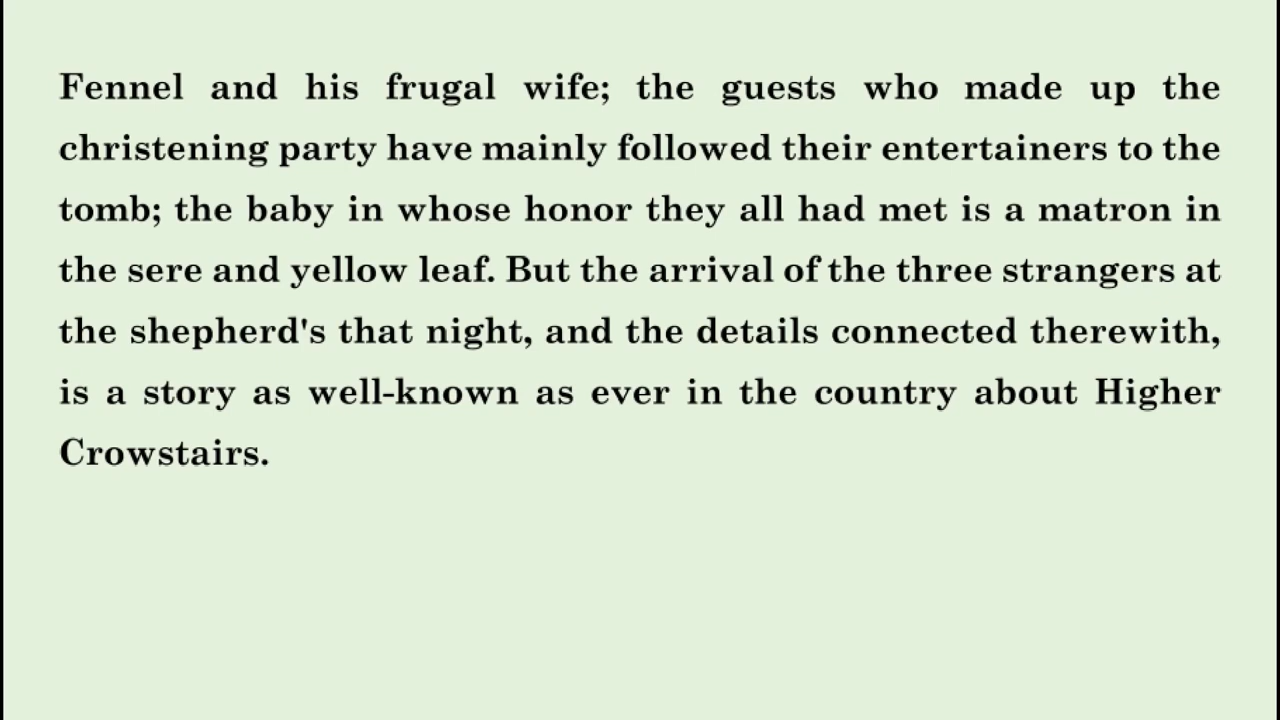 Fennel and his frugal wife; the guests who made up the
christening party have mainly followed their entertainers to the
tomb; the baby in whose honor they all had met is a matron in
the sere and yellow leaf. But the arrival of the three strangers at
the shepherd's that night, and the details connected therewith,
is a story as well-known as ever in the country about Higher
Crowstairs.